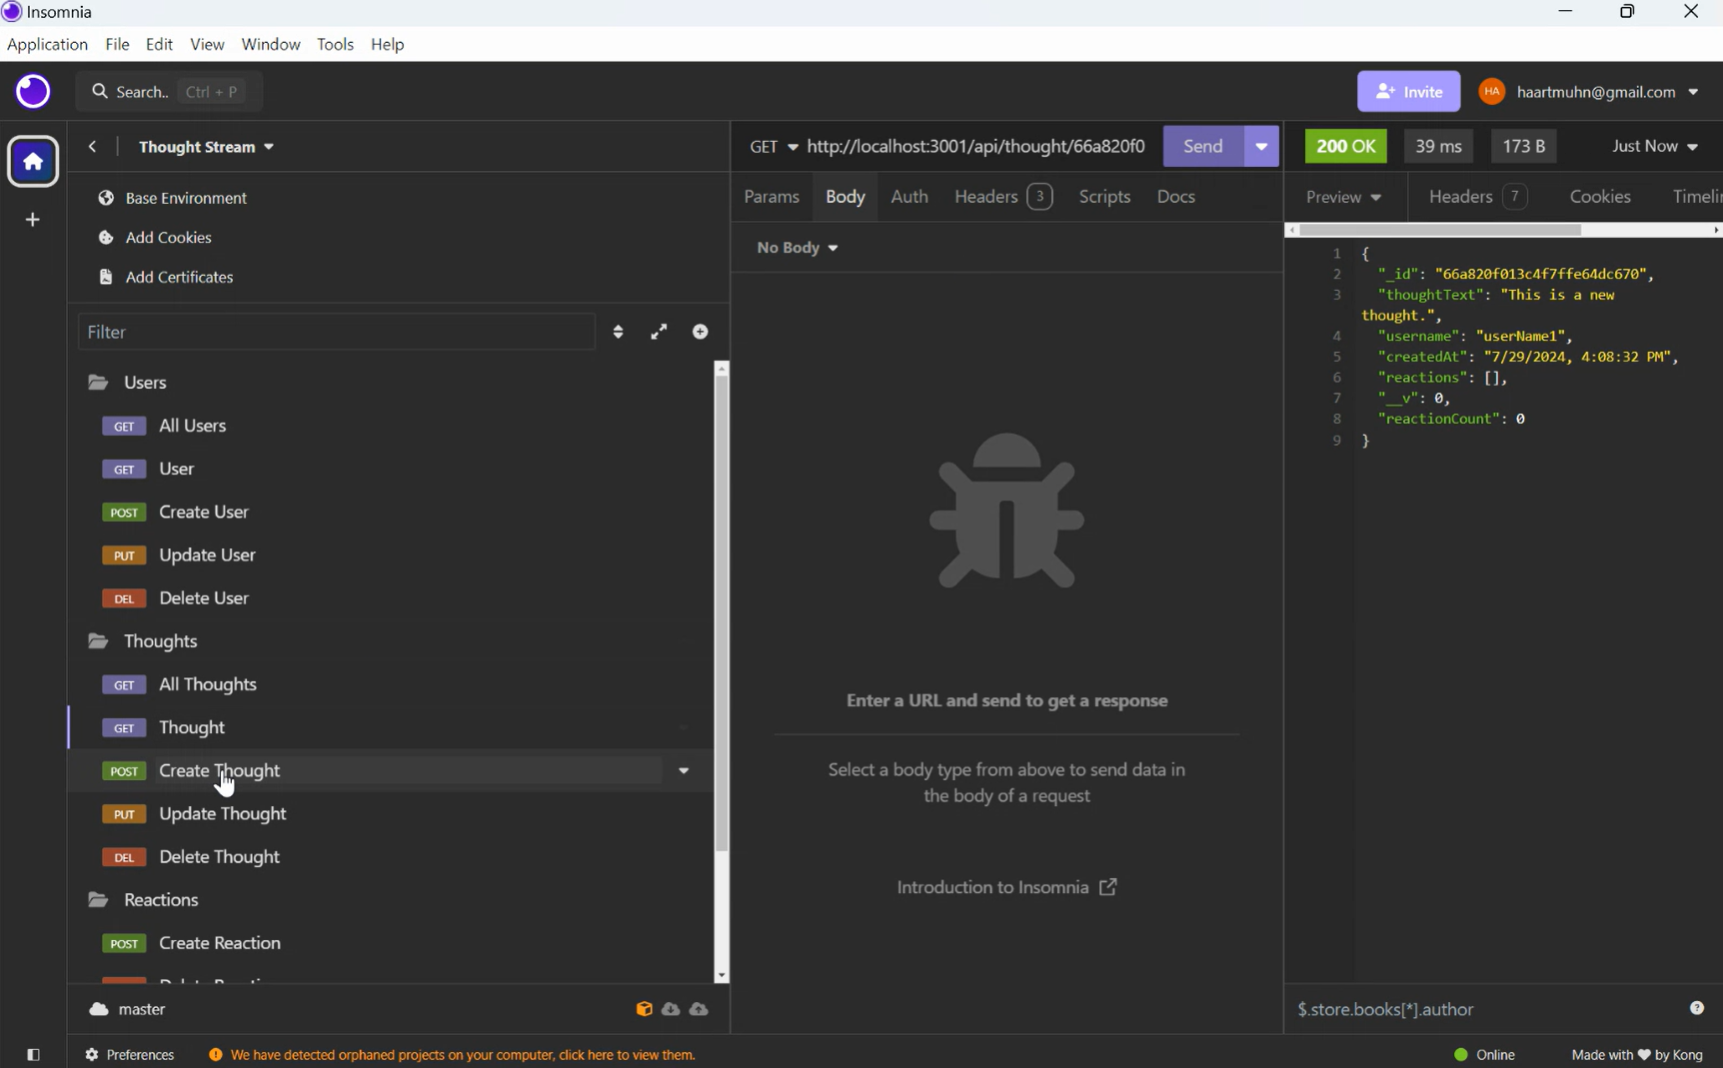 Insomnia
Application File Edit View Window Tools Help
Search.. Ctrl + P
Invite
HA haartmuhn@gmail.com
Thought Stream
Base Environment
Add Cookies
Add Certificates
Filter
Users
GET All Users
GET User
POST Create User
PUT Update User
DEL Delete User
Thoughts
GET All Thoughts
GET Thought
POST Create Thought
PUT Update Thought
DEL Delete Thought
Reactions
POST Create Reaction
master
GET http://localhost:3001/api/thought/66a820f0 Send
Params Body Auth Headers 3 Scripts Docs
No Body
Enter a URL and send to get a response
Select a body type from above to send data in
the body of a request
Introduction to Insomnia
200 OK 39 ms 173 B Just Now
Preview Headers 7 Cookies Timelin
1 {
2 "_id": "66a820f013c4f7ffe64dc670",
3 "thoughtText": "This is a new
thought.",
4 "username": "userName1",
5 "createdAt": "7/29/2024, 4:08:32 PM",
6 "reactions": [],
7 "__v": 0,
8 "reactionCount": 0
9 }
$.store.books[*].author
Preferences We have detected orphaned projects on your computer, click here to view them. Online Made with ❤ by Kong